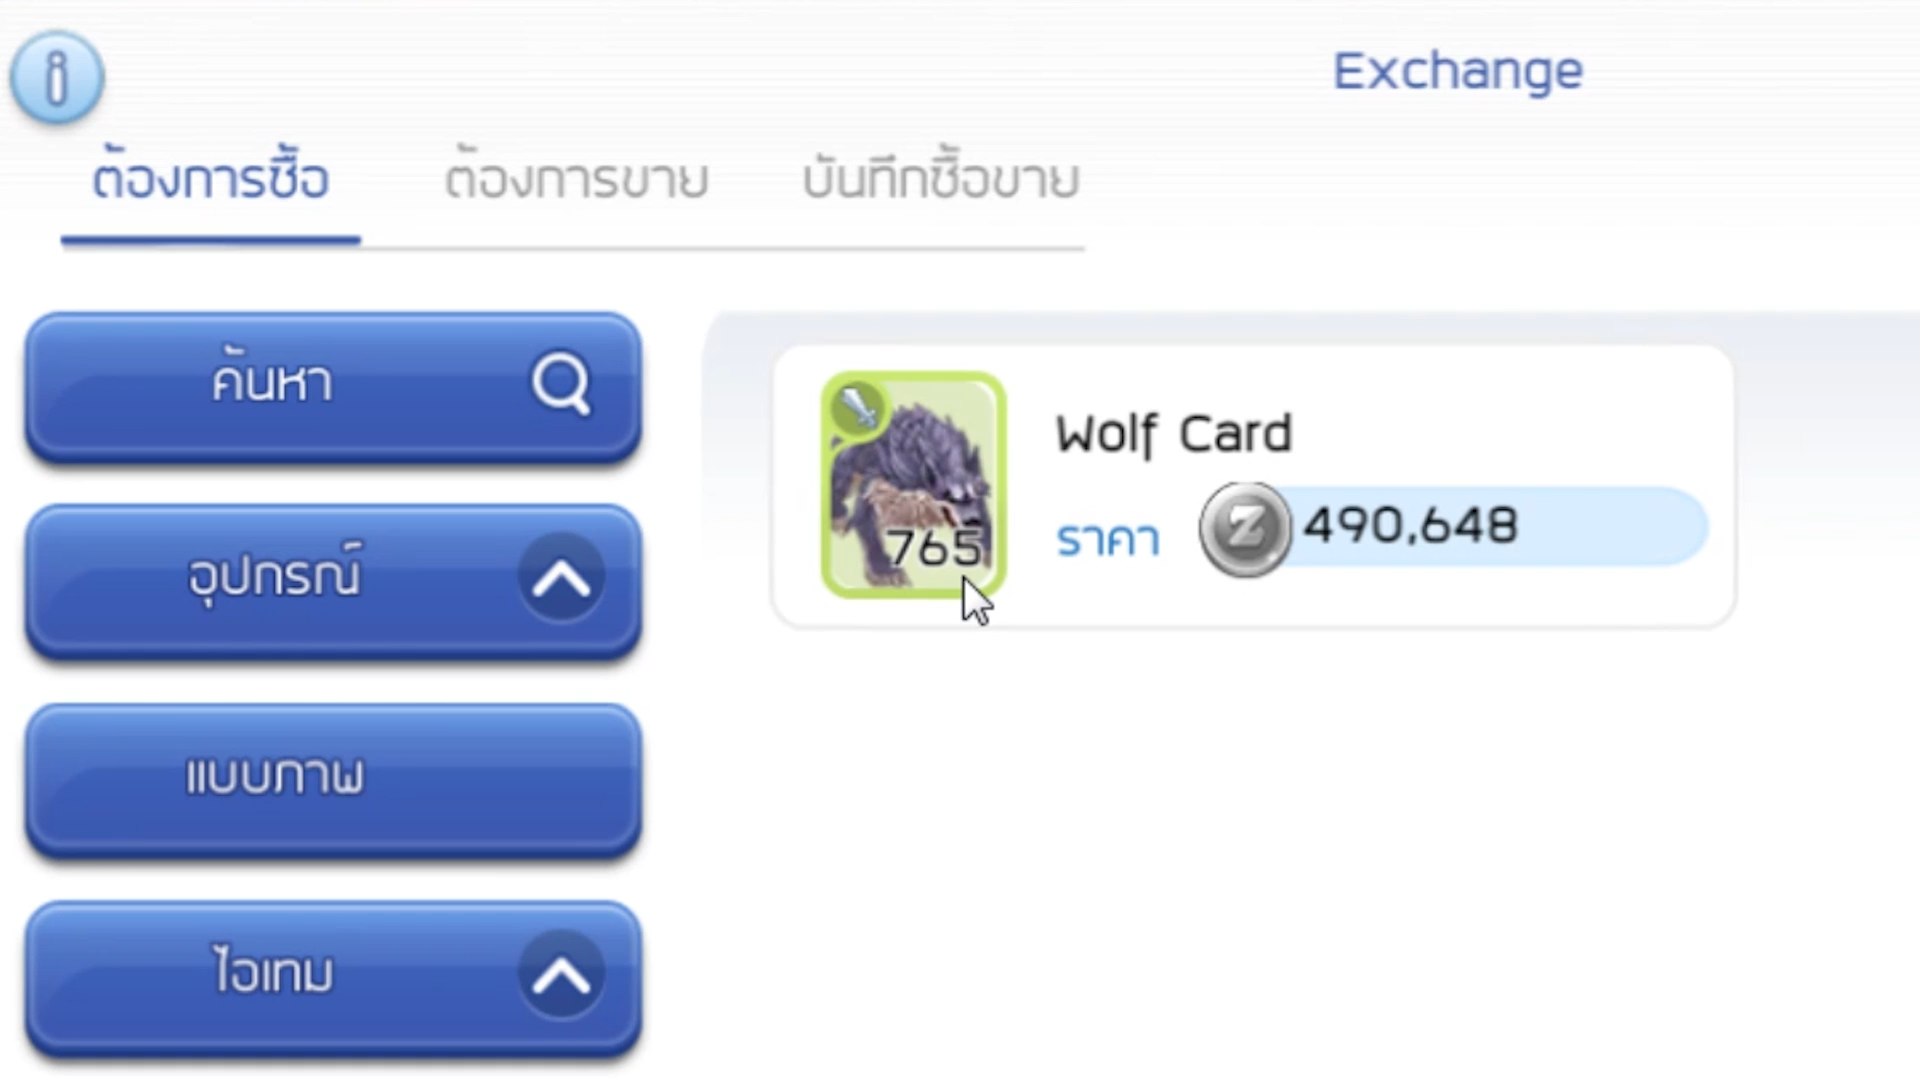 Exchange
ต้องการซื้อ ต้องการขาย บันทึกซื้อขาย
ค้นหา
อุปกรณ์
แบบภาพ
ไอเทม
Wolf Card
ราคา Z 490,648
765